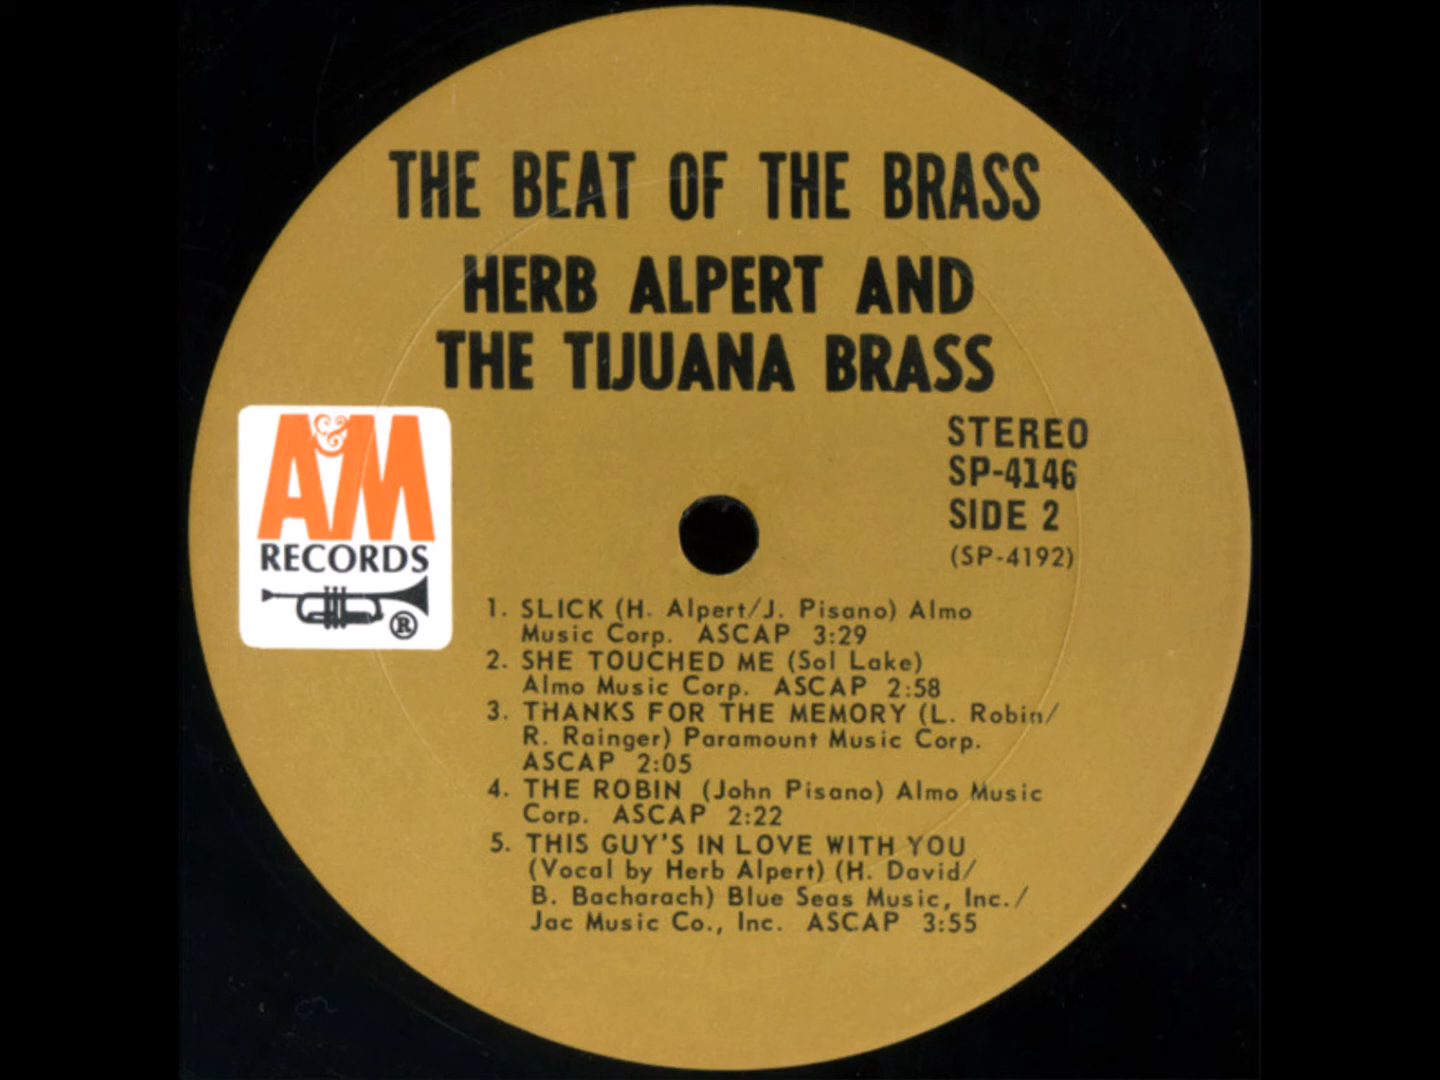 THE BEAT OF THE BRASS
HERB ALPERT AND
THE TIJUANA BRASS
A&M
RECORDS
®
STEREO
SP-4146
SIDE 2
(SP-4192)
1. SLICK (H. Alpert/J. Pisano) Almo
Music Corp. ASCAP 3:29
2. SHE TOUCHED ME (Sol Lake)
Almo Music Corp. ASCAP 2:58
3. THANKS FOR THE MEMORY (L. Robin/
R. Rainger) Paramount Music Corp.
ASCAP 2:05
4. THE ROBIN (John Pisano) Almo Music
Corp. ASCAP 2:22
5. THIS GUY'S IN LOVE WITH YOU
(Vocal by Herb Alpert) (H. David/
B. Bacharach) Blue Seas Music, Inc./
Jac Music Co., Inc. ASCAP 3:55